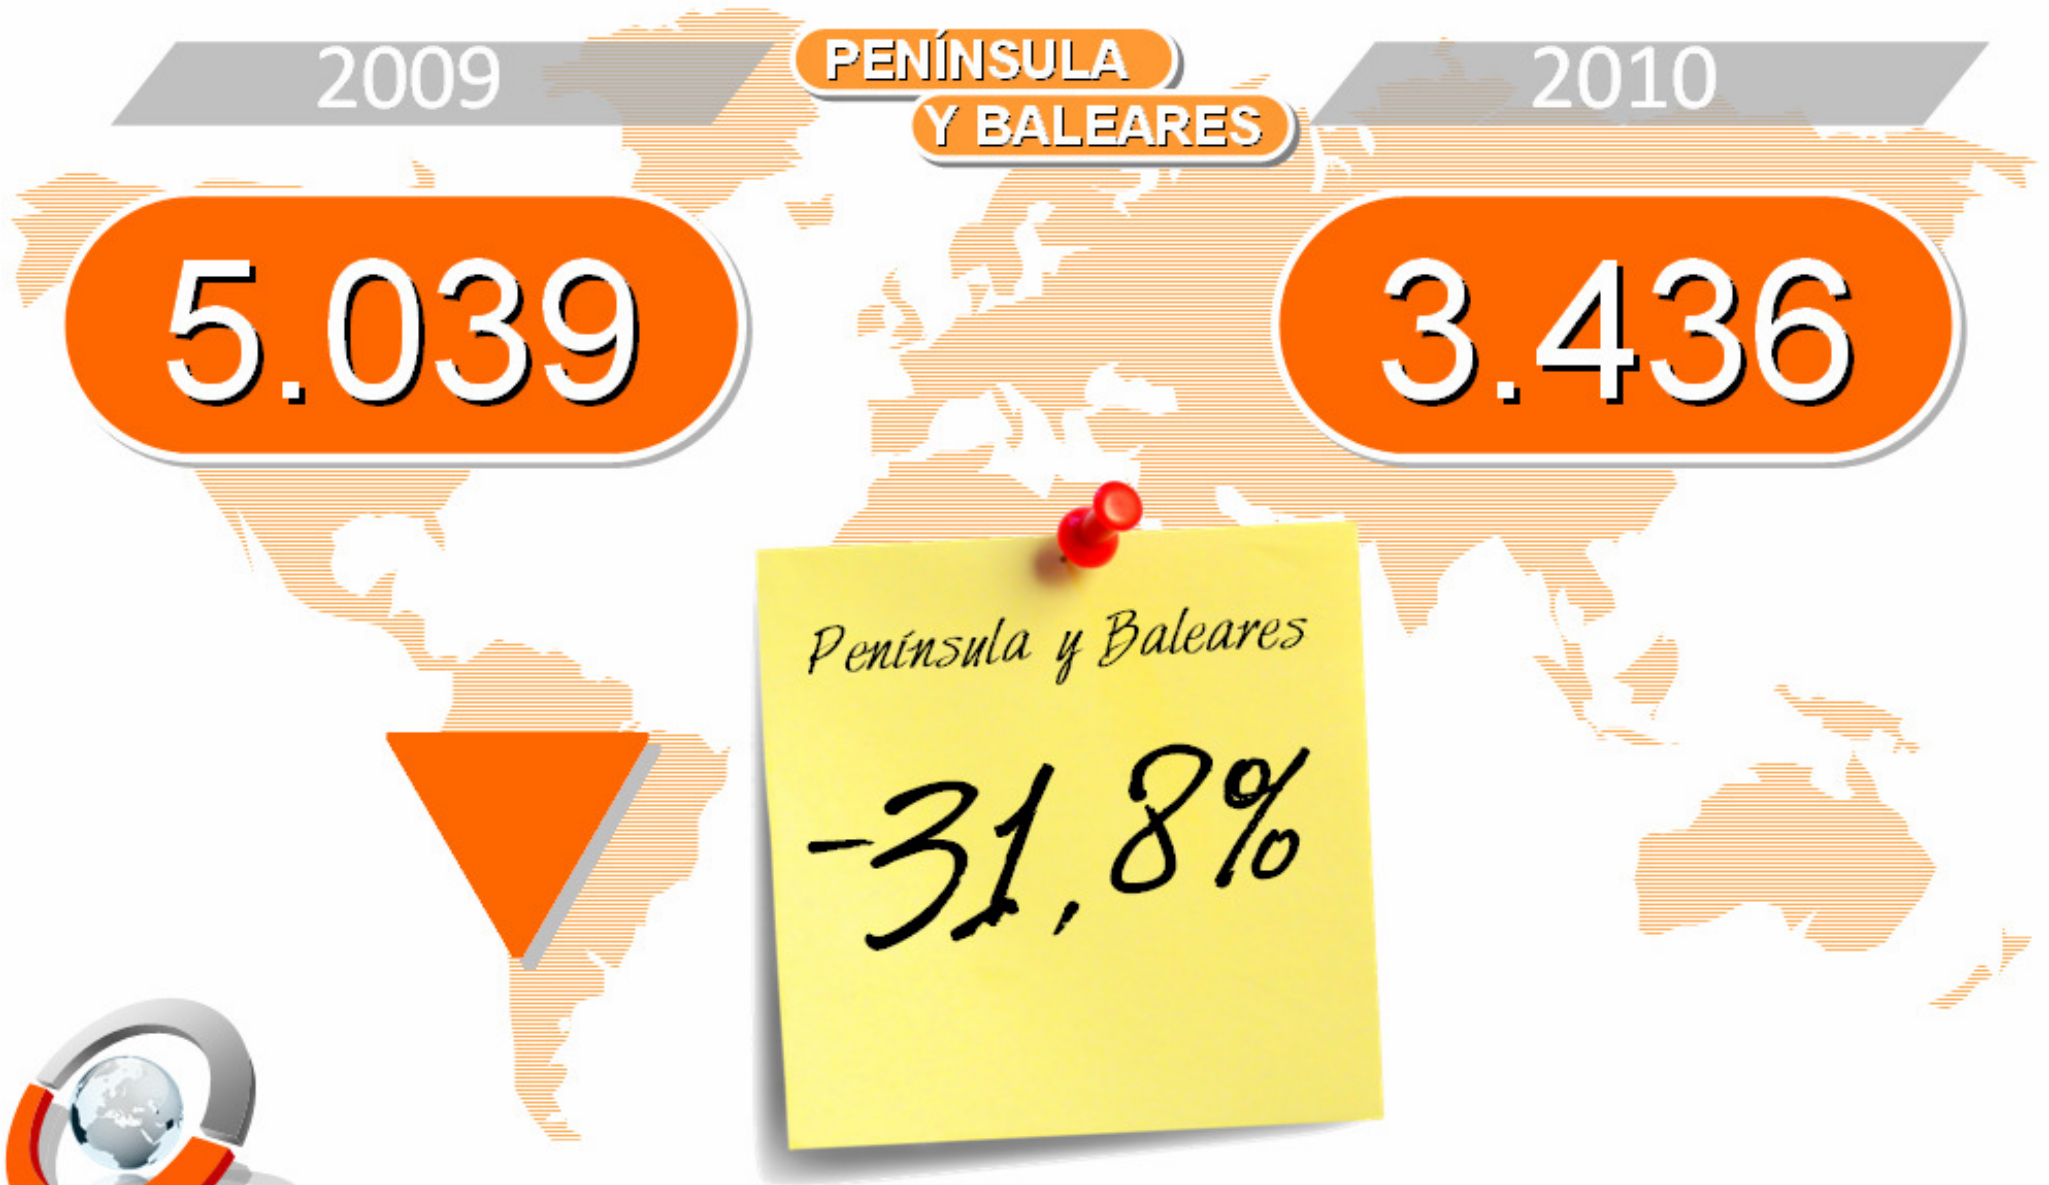 2009
PENÍNSULA
Y BALEARES
2010
5.039
3.436
Península y Baleares
-31,8%